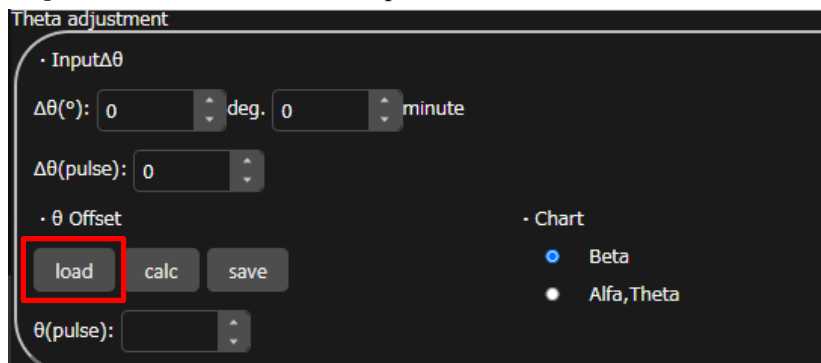 Theta adjustment
· InputΔθ
Δθ(°): 0 deg. 0 minute
Δθ(pulse): 0
· θ Offset
· Chart
load calc save
Beta
Alfa,Theta
θ(pulse):